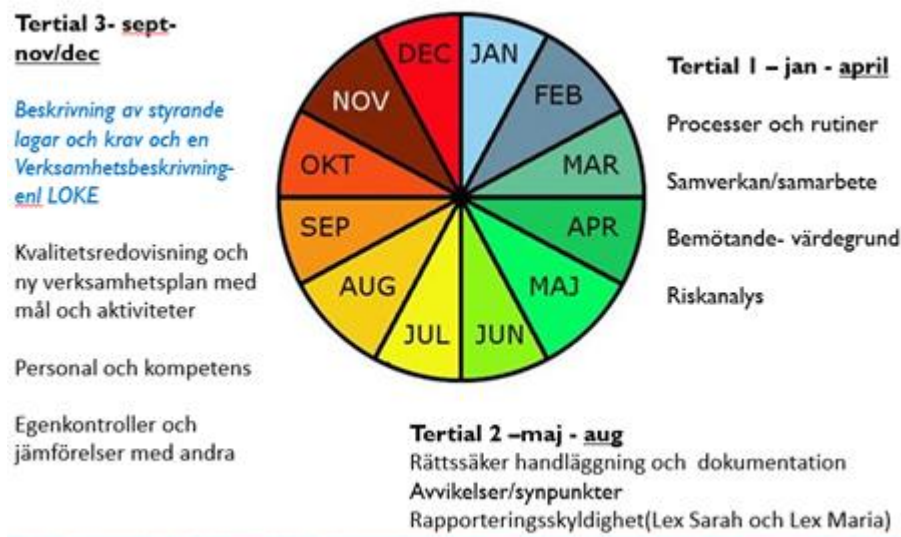 Tertial 3- sept-
nov/dec
Beskrivning av styrande
lagar och krav och en
Verksamhetsbeskrivning-
enl LOKE
Kvalitetsredovisning och
ny verksamhetsplan med
mål och aktiviteter
Personal och kompetens
Egenkontroller och
jämförelser med andra
JAN
FEB
MAR
APR
MAJ
JUN
JUL
AUG
SEP
OKT
NOV
DEC
Tertial 1 – jan - april
Processer och rutiner
Samverkan/samarbete
Bemötande- värdegrund
Riskanalys
Tertial 2 –maj - aug
Rättssäker handläggning och dokumentation
Avvikelser/synpunkter
Rapporteringsskyldighet(Lex Sarah och Lex Maria)